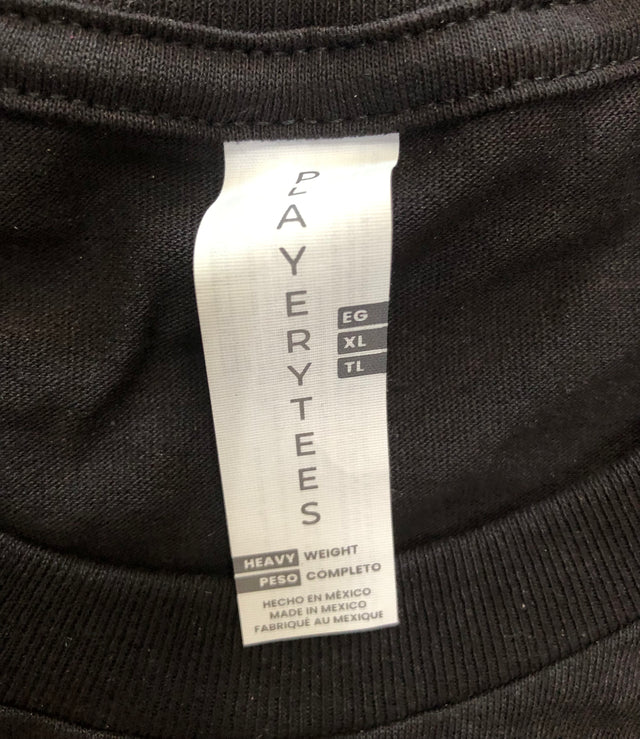 PLAYERYTEES
EG
XL
TL
HEAVY WEIGHT
PESO COMPLETO
HECHO EN MÉXICO
MADE IN MEXICO
FABRIQUÉ AU MEXIQUE